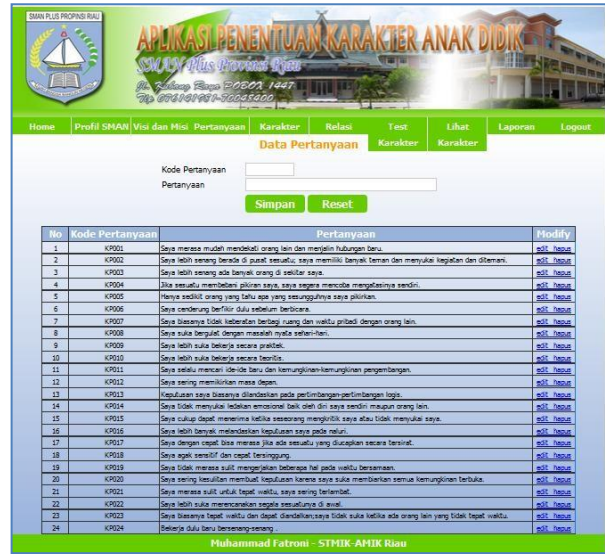 SMAN PLUS PROPINSI RIAU
APLIKASI PENENTUAN KARAKTER ANAK DIDIK
SMAN Plus Provinsi Riau
Jl. Kubang Raya POBOX 1447
Home Profil SMAN Visi dan Misi Pertanyaan Karakter Relasi Test Karakter Lihat Karakter Laporan Logout
Data Pertanyaan
Kode Pertanyaan
Pertanyaan
Simpan Reset
No Kode Pertanyaan Pertanyaan Modify
1 KP001 Saya merasa mudah mendekati orang lain dan menjalin hubungan baru. edit hapus
2 KP002 Saya lebih senang berada di pusat sesuatu; saya memiliki banyak teman dan menyukai kegiatan dan ditemani. edit hapus
3 KP003 Saya lebih senang ada banyak orang di sekitar saya. edit hapus
4 KP004 Jika sesuatu membebani pikiran saya, saya segera mencoba mengatasinya sendiri. edit hapus
5 KP005 Hanya sedikit orang yang tahu apa yang sesungguhnya saya pikirkan. edit hapus
6 KP006 Saya cenderung berfikir dulu sebelum berbicara. edit hapus
7 KP007 Saya biasanya tidak keberatan berbagi ruang dan waktu pribadi dengan orang lain. edit hapus
8 KP008 Saya suka bergulat dengan masalah nyata sehari-hari. edit hapus
9 KP009 Saya lebih suka bekerja secara praktek. edit hapus
10 KP010 Saya lebih suka bekerja secara teoritis. edit hapus
11 KP011 Saya selalu mencari ide-ide baru dan kemungkinan-kemungkinan pengembangan. edit hapus
12 KP012 Saya sering memikirkan masa depan. edit hapus
13 KP013 Keputusan saya biasanya dilandaskan pada pertimbangan-pertimbangan logis. edit hapus
14 KP014 Saya tidak menyukai ledakan emosional baik oleh diri saya sendiri maupun orang lain. edit hapus
15 KP015 Saya cukup dapat menerima ketika seseorang mengkritik saya atau tidak menyukai saya. edit hapus
16 KP016 Saya lebih banyak melandaskan keputusan saya pada naluri. edit hapus
17 KP017 Saya dengan cepat bisa merasa jika ada sesuatu yang diucapkan secara tersirat. edit hapus
18 KP018 Saya agak sensitif dan cepat tersinggung. edit hapus
19 KP019 Saya tidak merasa sulit mengerjakan beberapa hal pada waktu bersamaan. edit hapus
20 KP020 Saya sering kesulitan membuat keputusan karena saya suka membiarkan semua kemungkinan terbuka. edit hapus
21 KP021 Saya merasa sulit untuk tepat waktu, saya sering terlambat. edit hapus
22 KP022 Saya lebih suka merencanakan segala sesuatunya di awal. edit hapus
23 KP023 Saya biasanya tepat waktu dan dapat diandalkan;saya tidak suka ketika ada orang lain yang tidak tepat waktu. edit hapus
24 KP024 Bekerja dulu baru bersenang-senang . edit hapus
Muhammad Fatroni - STMIK-AMIK Riau